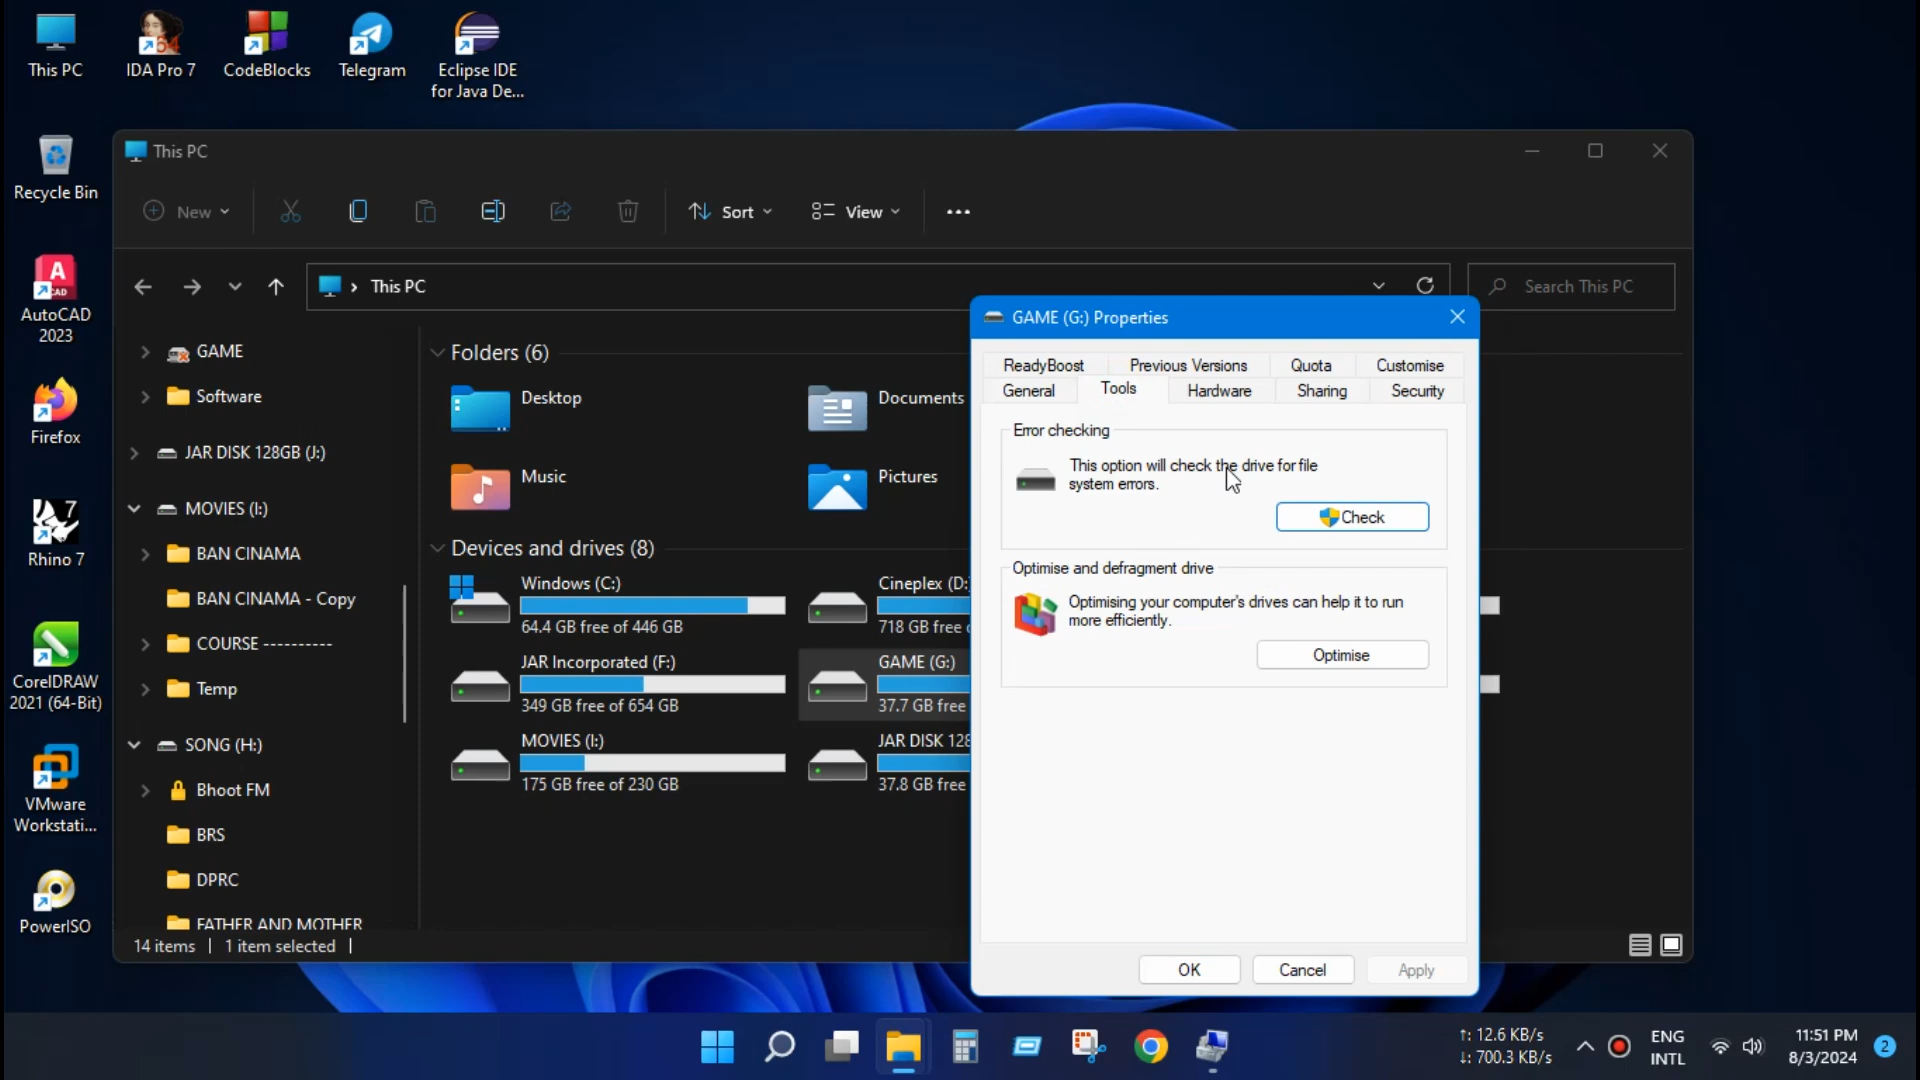 This PC
IDA Pro 7
CodeBlocks
Telegram
Eclipse IDE
for Java De...
Recycle Bin
AutoCAD
2023
Firefox
Rhino 7
CorelDRAW
2021 (64-Bit)
VMware
Workstati...
PowerISO
This PC
New
Sort
View
This PC
Search This PC
GAME
Software
JAR DISK 128GB (J:)
MOVIES (I:)
BAN CINAMA
BAN CINAMA - Copy
COURSE ----------
Temp
SONG (H:)
Bhoot FM
BRS
DPRC
FATHER AND MOTHER
14 items
1 item selected
Folders (6)
Desktop
Documents
Music
Pictures
Devices and drives (8)
Windows (C:)
64.4 GB free of 446 GB
Cineplex (D:
718 GB free
JAR Incorporated (F:)
349 GB free of 654 GB
GAME (G:)
37.7 GB free
MOVIES (I:)
175 GB free of 230 GB
JAR DISK 128
37.8 GB free
GAME (G:) Properties
ReadyBoost
Previous Versions
Quota
Customise
General
Tools
Hardware
Sharing
Security
Error checking
This option will check the drive for file
system errors.
Check
Optimise and defragment drive
Optimising your computer's drives can help it to run
more efficiently.
Optimise
OK
Cancel
Apply
↑: 12.6 KB/s
↓: 700.3 KB/s
ENG
INTL
11:51 PM
8/3/2024
2